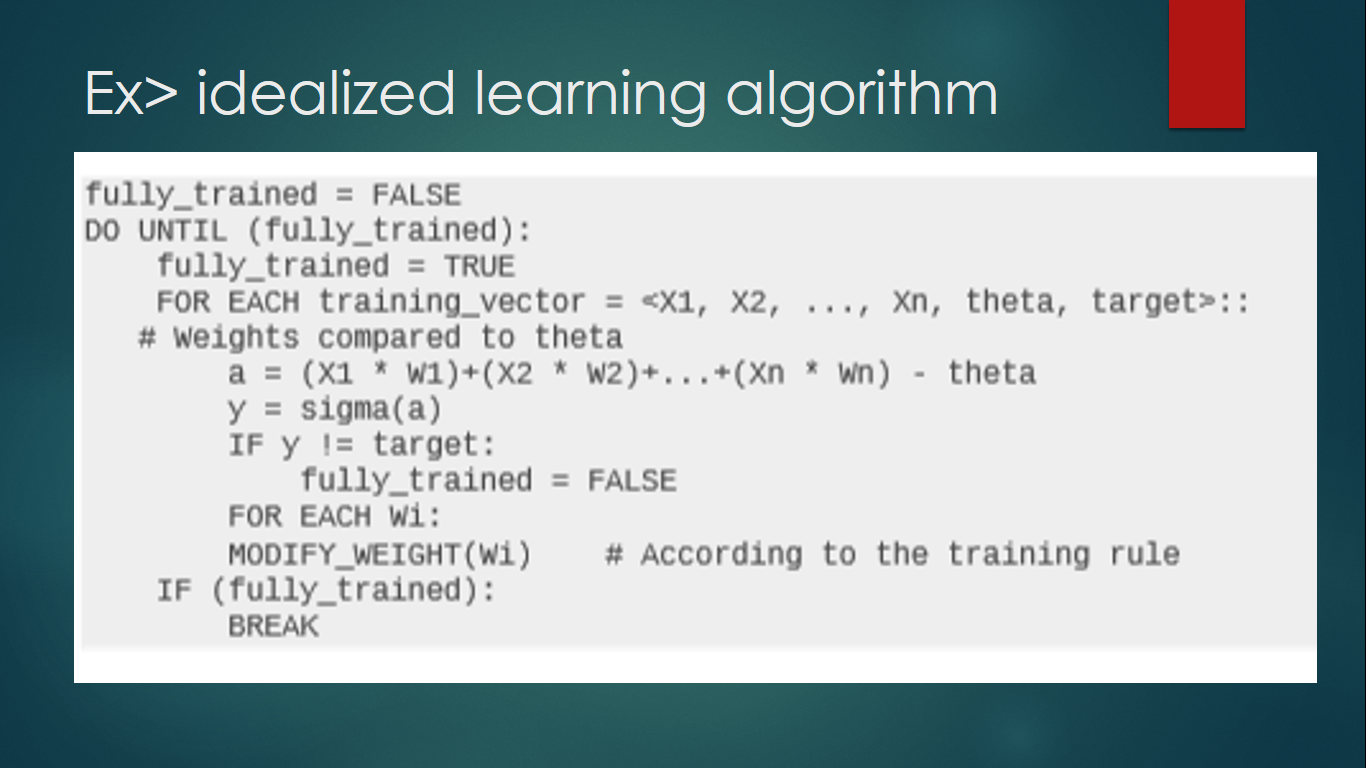 Ex> idealized learning algorithm
fully_trained = FALSE
DO UNTIL (fully_trained):
    fully_trained = TRUE
    FOR EACH training_vector = <X1, X2, ..., Xn, theta, target>::
   # Weights compared to theta
        a = (X1 * W1)+(X2 * W2)+...+(Xn * Wn) - theta
        y = sigma(a)
        IF y != target:
            fully_trained = FALSE
        FOR EACH Wi:
        MODIFY_WEIGHT(Wi)    # According to the training rule
    IF (fully_trained):
        BREAK